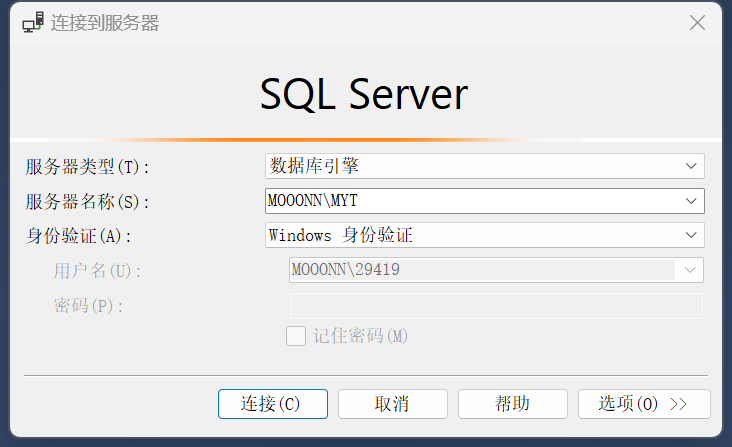 连接到服务器
SQL Server
服务器类型(T): 数据库引擎
服务器名称(S): MOOONN\MYT
身份验证(A): Windows 身份验证
用户名(U): MOOONN\29419
密码(P):
记住密码(M)
连接(C) 取消 帮助 选项(O) >>